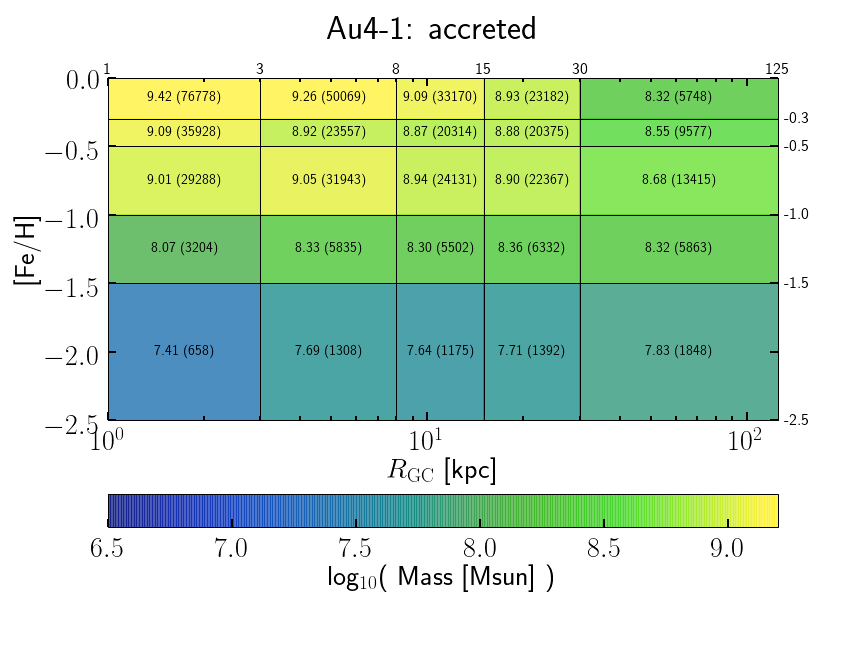 Au4-1: accreted
1 3 8 15 30 125
0.0 9.42 (76778) 9.26 (50069) 9.09 (33170) 8.93 (23182) 8.32 (5748)
-0.3
9.09 (35928) 8.92 (23557) 8.87 (20314) 8.88 (20375) 8.55 (9577)
−0.5 -0.5
9.01 (29288) 9.05 (31943) 8.94 (24131) 8.90 (22367) 8.68 (13415)
−1.0 -1.0
[Fe/H]
8.07 (3204) 8.33 (5835) 8.30 (5502) 8.36 (6332) 8.32 (5863)
−1.5 -1.5
−2.0 7.41 (658) 7.69 (1308) 7.64 (1175) 7.71 (1392) 7.83 (1848)
−2.5 -2.5
10⁰ 10¹ 10²
R_GC [kpc]
6.5 7.0 7.5 8.0 8.5 9.0
log₁₀( Mass [Msun] )